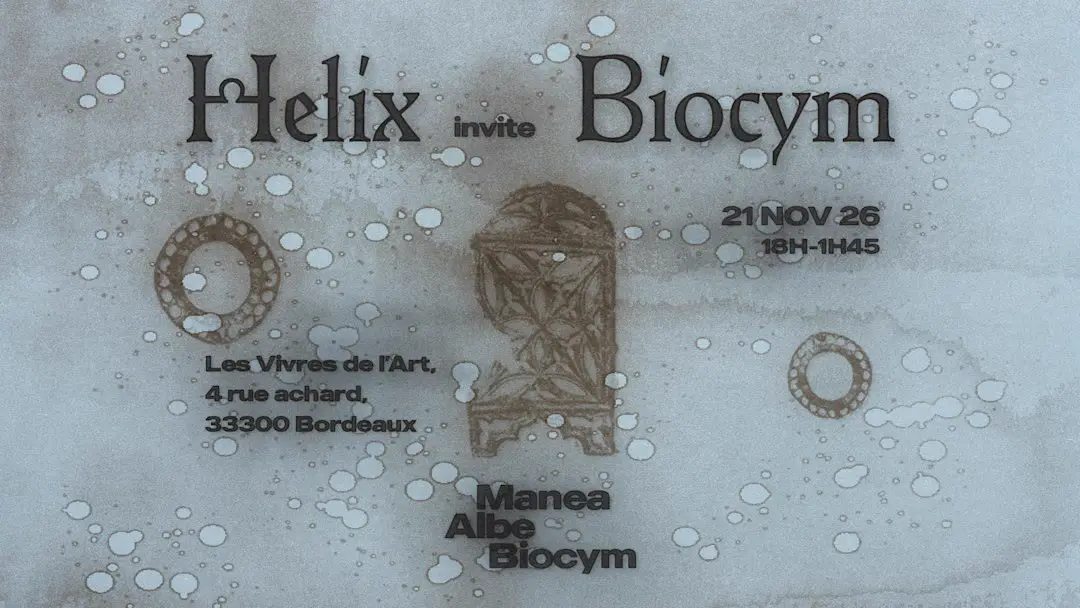 Helix invite Biocym
21 NOV 26
18H-1H45
Les Vivres de l'Art,
4 rue achard,
33300 Bordeaux
Manea
Albe
Biocym